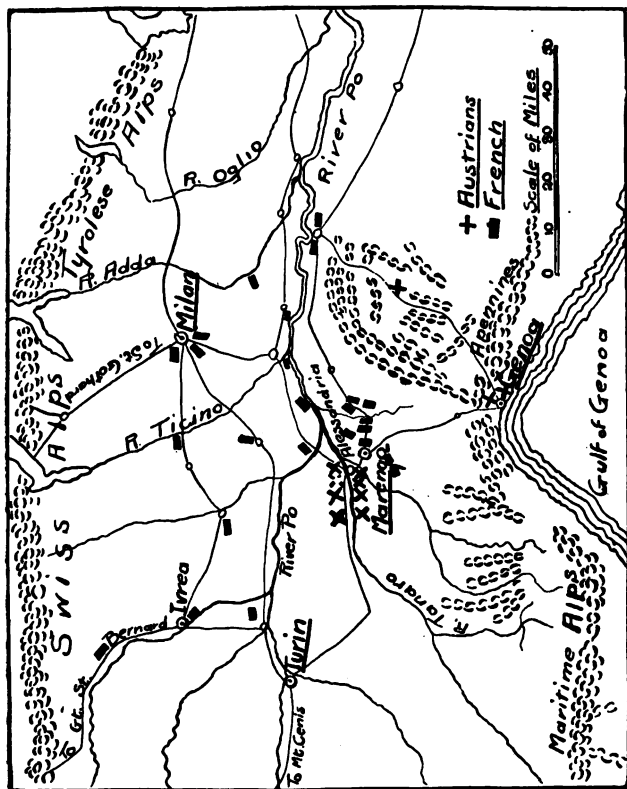 Tyrolese Alps
Swiss Alps
R. Oglio
R. Adda
River Po
To St. Gothard
Milan
R. Ticino
To Gt. St. Bernard
Ivrea
River Po
Turin
To Mt. Cenis
Alessandria
Marengo
R. Tanaro
Apennines
Genoa
Gulf of Genoa
Maritime Alps
+ Austrians
French
Scale of Miles
0 10 20 30 40 50